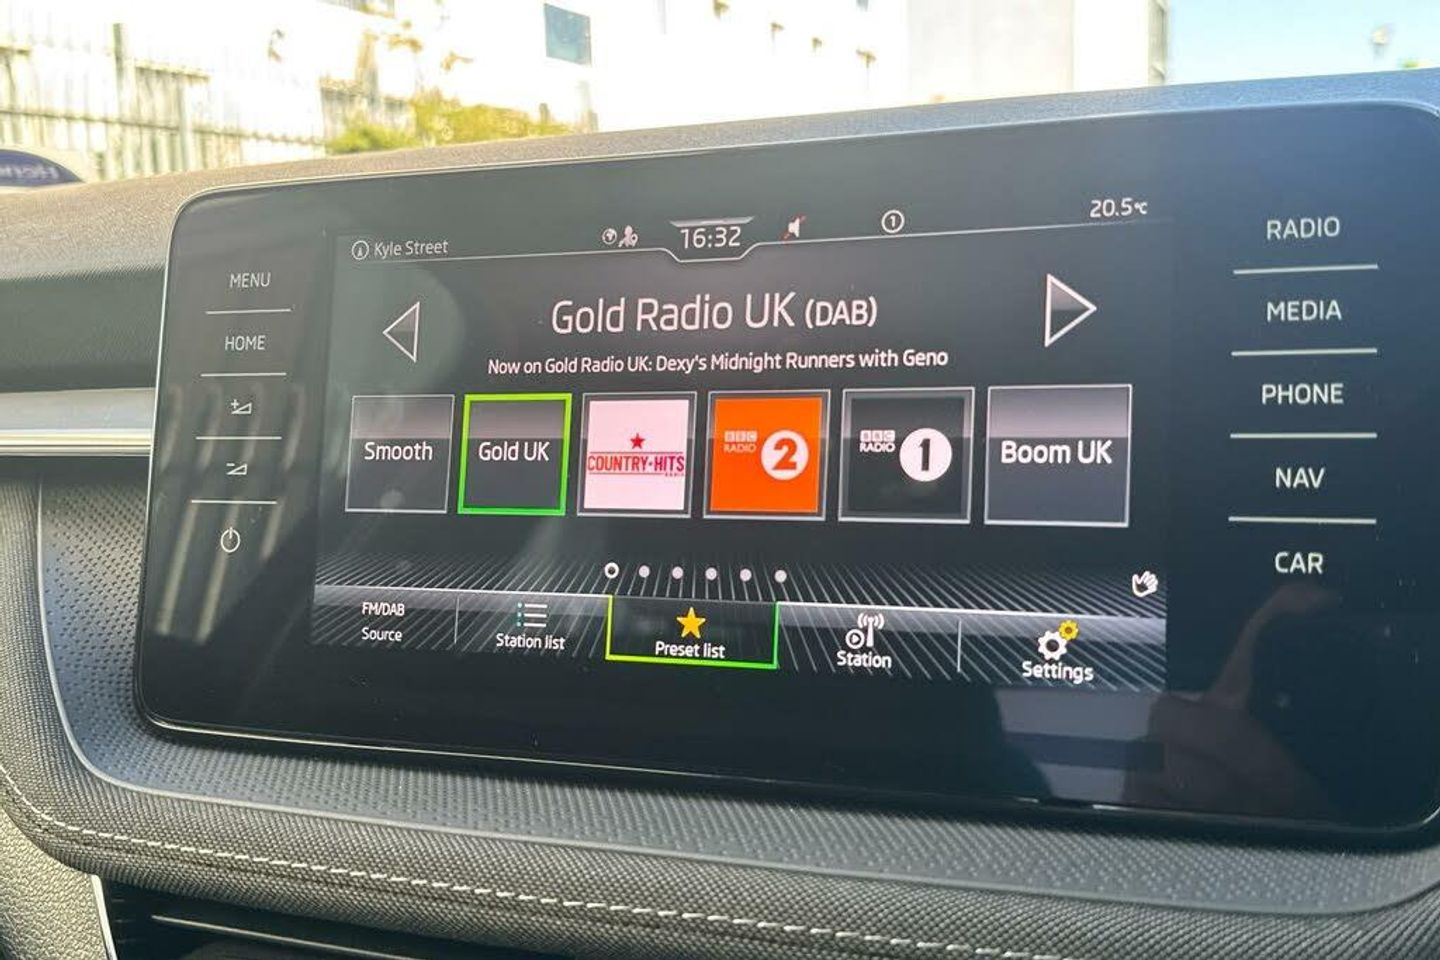 Kyle Street
16:32
1
20.5°C
MENU
HOME
RADIO
MEDIA
PHONE
NAV
CAR
Gold Radio UK (DAB)
Now on Gold Radio UK: Dexy's Midnight Runners with Geno
Smooth
Gold UK
COUNTRY★HITS
RADIO
BBC
RADIO
2
BBC
RADIO
1
Boom UK
FM/DAB
Source
Station list
Preset list
Station
Settings